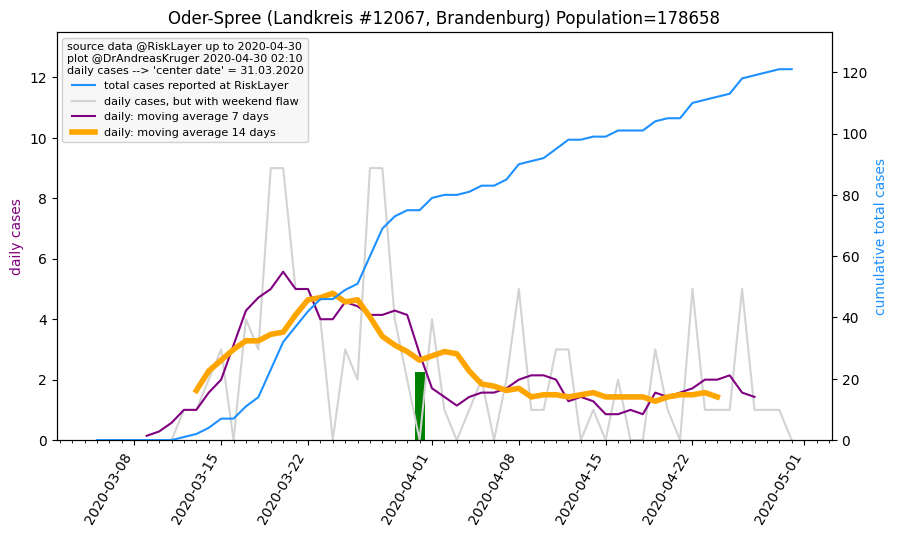 Oder-Spree (Landkreis #12067, Brandenburg) Population=178658
source data @RiskLayer up to 2020-04-30
plot @DrAndreasKruger 2020-04-30 02:10
daily cases --> 'center date' = 31.03.2020
total cases reported at RiskLayer
daily cases, but with weekend flaw
daily: moving average 7 days
daily: moving average 14 days
daily cases
12
10
8
6
4
2
0
120
100
80
60
40
20
0
cumulative total cases
2020-03-08
2020-03-15
2020-03-22
2020-04-01
2020-04-08
2020-04-15
2020-04-22
2020-05-01